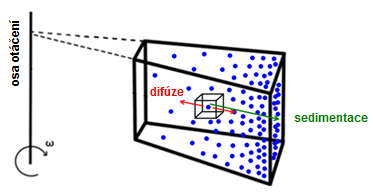 osa otáčení
difúze
sedimentace
ω